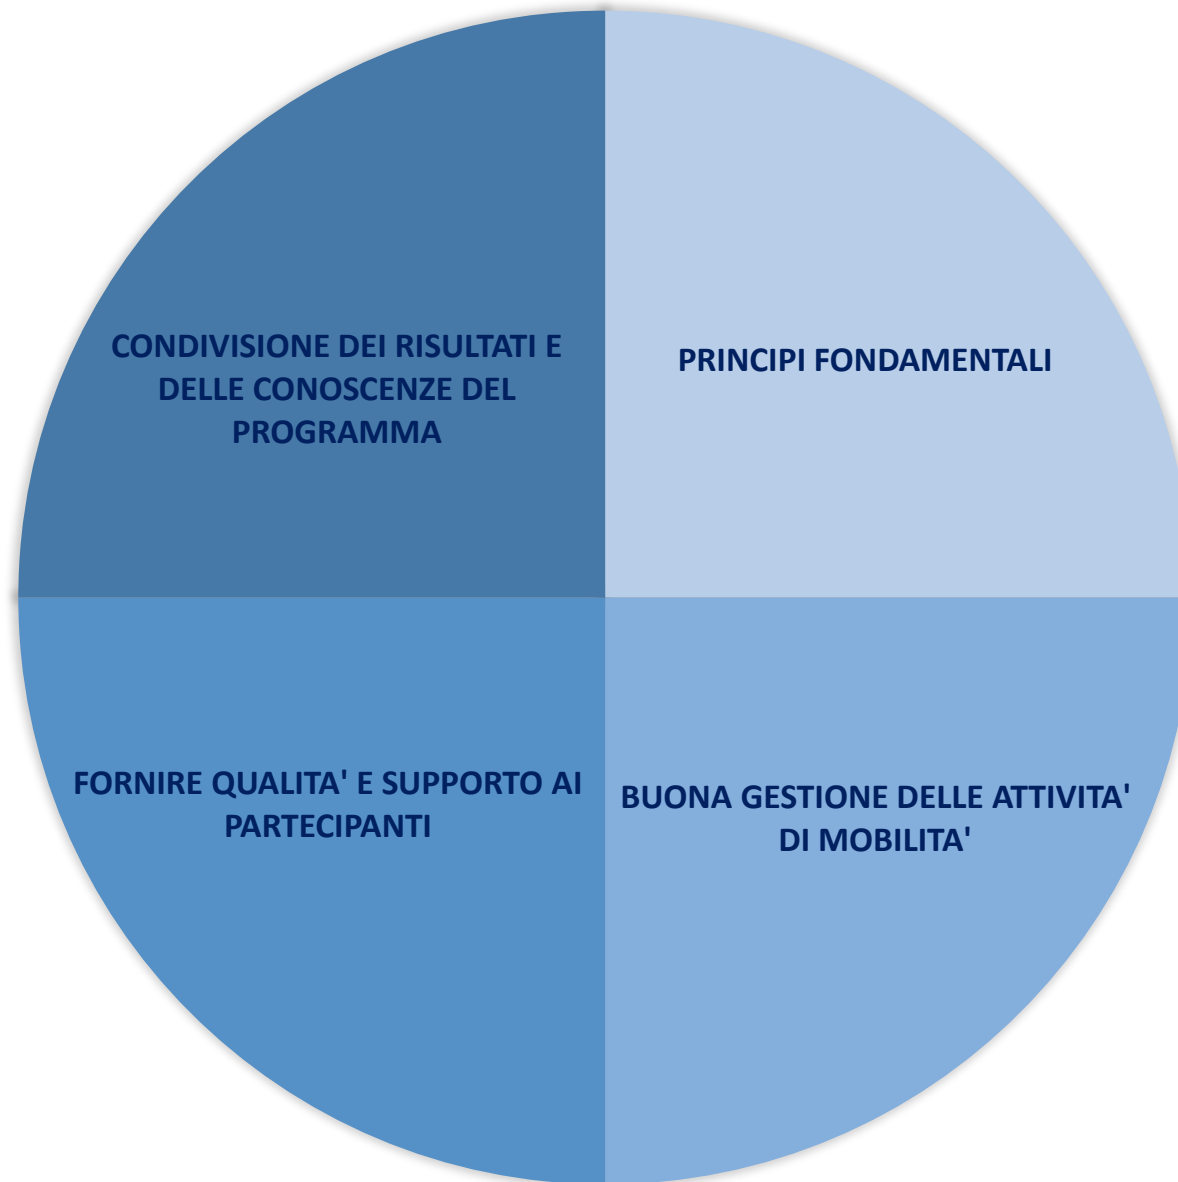 CONDIVISIONE DEI RISULTATI E
DELLE CONOSCENZE DEL
PROGRAMMA
PRINCIPI FONDAMENTALI
FORNIRE QUALITA' E SUPPORTO AI
PARTECIPANTI
BUONA GESTIONE DELLE ATTIVITA'
DI MOBILITA'